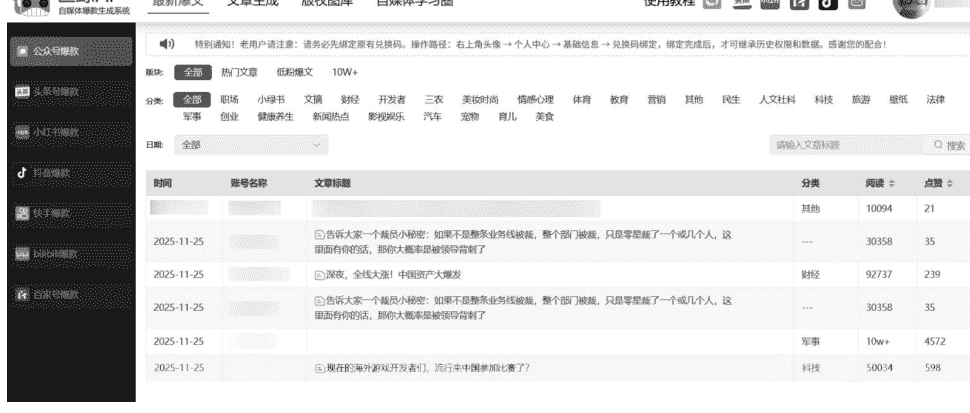 自媒体爆款生成系统
最新爆文 文章生成 版权图库 自媒体学习圈 使用教程
特别通知！老用户请注意：请务必先绑定原有兑换码。操作路径：右上角头像→个人中心→基础信息→兑换码绑定，绑定完成后，才可继承历史权限和数据。感谢您的配合！
公众号爆款
头条号爆款
小红书爆款
抖音爆款
快手爆款
bilibili爆款
百家号爆款
版块： 全部 热门文章 低粉爆文 10W+
分类： 全部 职场 小绿书 文摘 财经 开发者 三农 美妆时尚 情感心理 体育 教育 营销 其他 民生 人文社科 科技 旅游 壁纸 法律
军事 创业 健康养生 新闻热点 影视娱乐 汽车 宠物 育儿 美食
日期： 全部 请输入文章标题 搜索
时间 账号名称 文章标题 分类 阅读 点赞
其他 10094 21
2025-11-25 告诉大家一个裁员小秘密：如果不是整条业务线被裁，整个部门被裁，只是零星裁了一个或几个人，这
里面有你的话，那你大概率是被领导背刺了 --- 30358 35
2025-11-25 深夜，全线大涨！中国资产大爆发 财经 92737 239
2025-11-25 告诉大家一个裁员小秘密：如果不是整条业务线被裁，整个部门被裁，只是零星裁了一个或几个人，这
里面有你的话，那你大概率是被领导背刺了 --- 30358 35
2025-11-25 军事 10w+ 4572
2025-11-25 现在的海外游戏开发者们，流行来中国参加比赛了？ 科技 50034 598